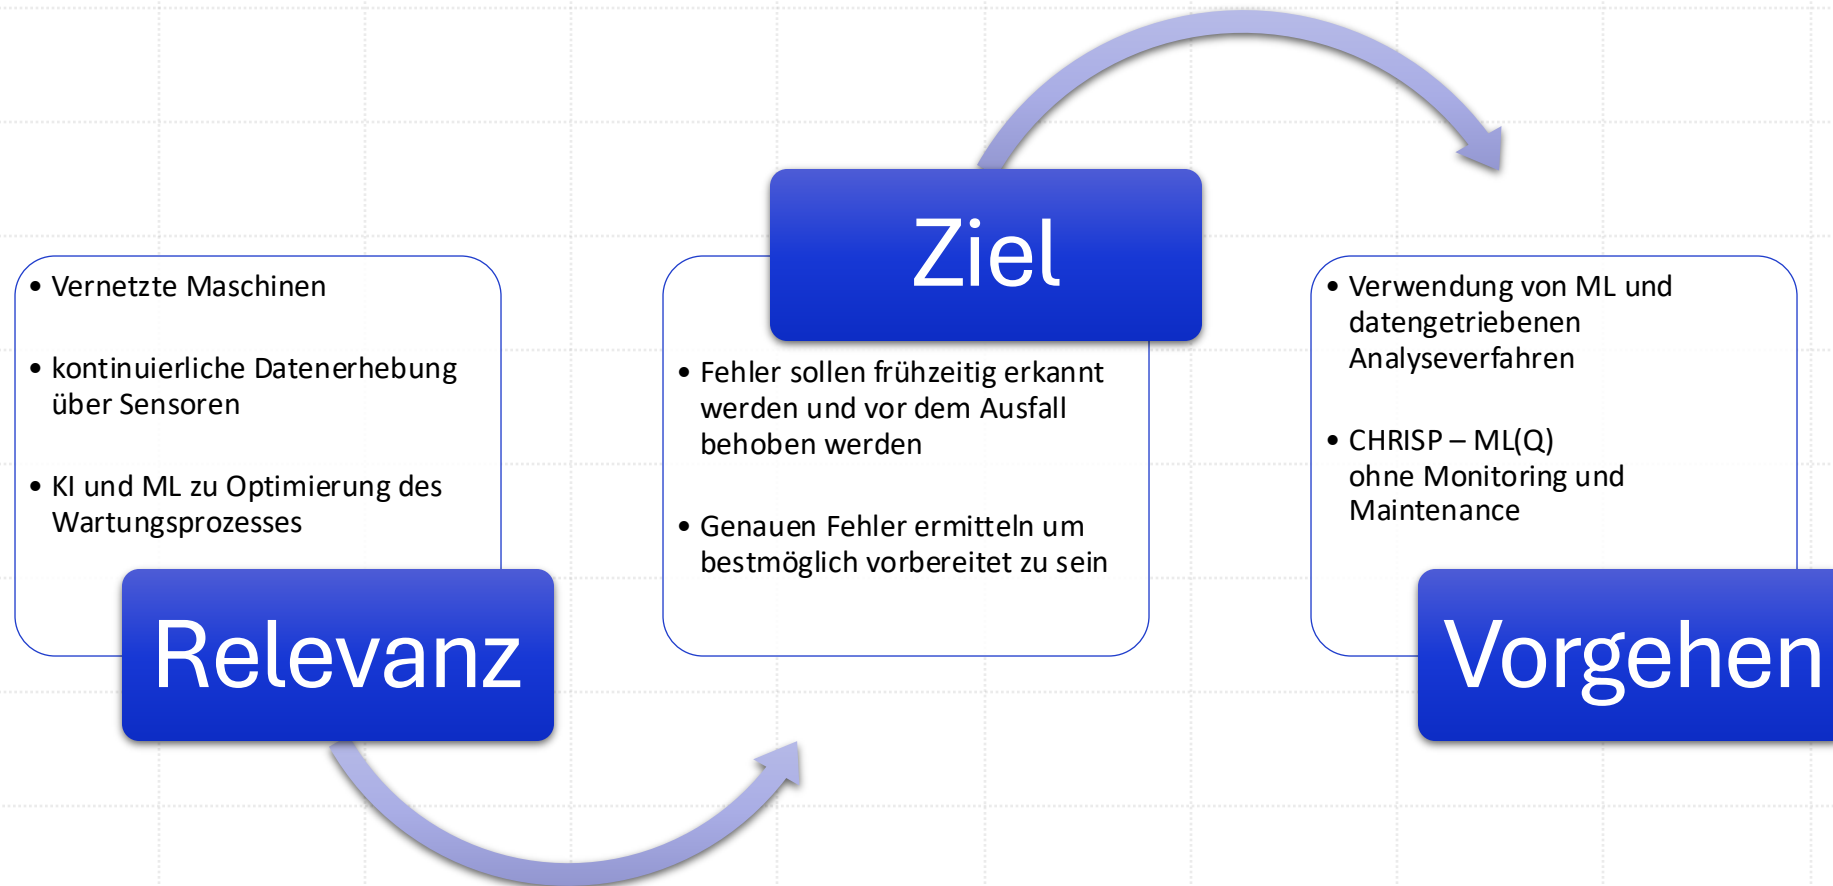 • Vernetzte Maschinen
• kontinuierliche Datenerhebung
über Sensoren
• KI und ML zu Optimierung des
Wartungsprozesses
Relevanz
Ziel
• Fehler sollen frühzeitig erkannt
werden und vor dem Ausfall
behoben werden
• Genauen Fehler ermitteln um
bestmöglich vorbereitet zu sein
• Verwendung von ML und
datengetriebenen
Analyseverfahren
• CHRISP – ML(Q)
ohne Monitoring und
Maintenance
Vorgehen